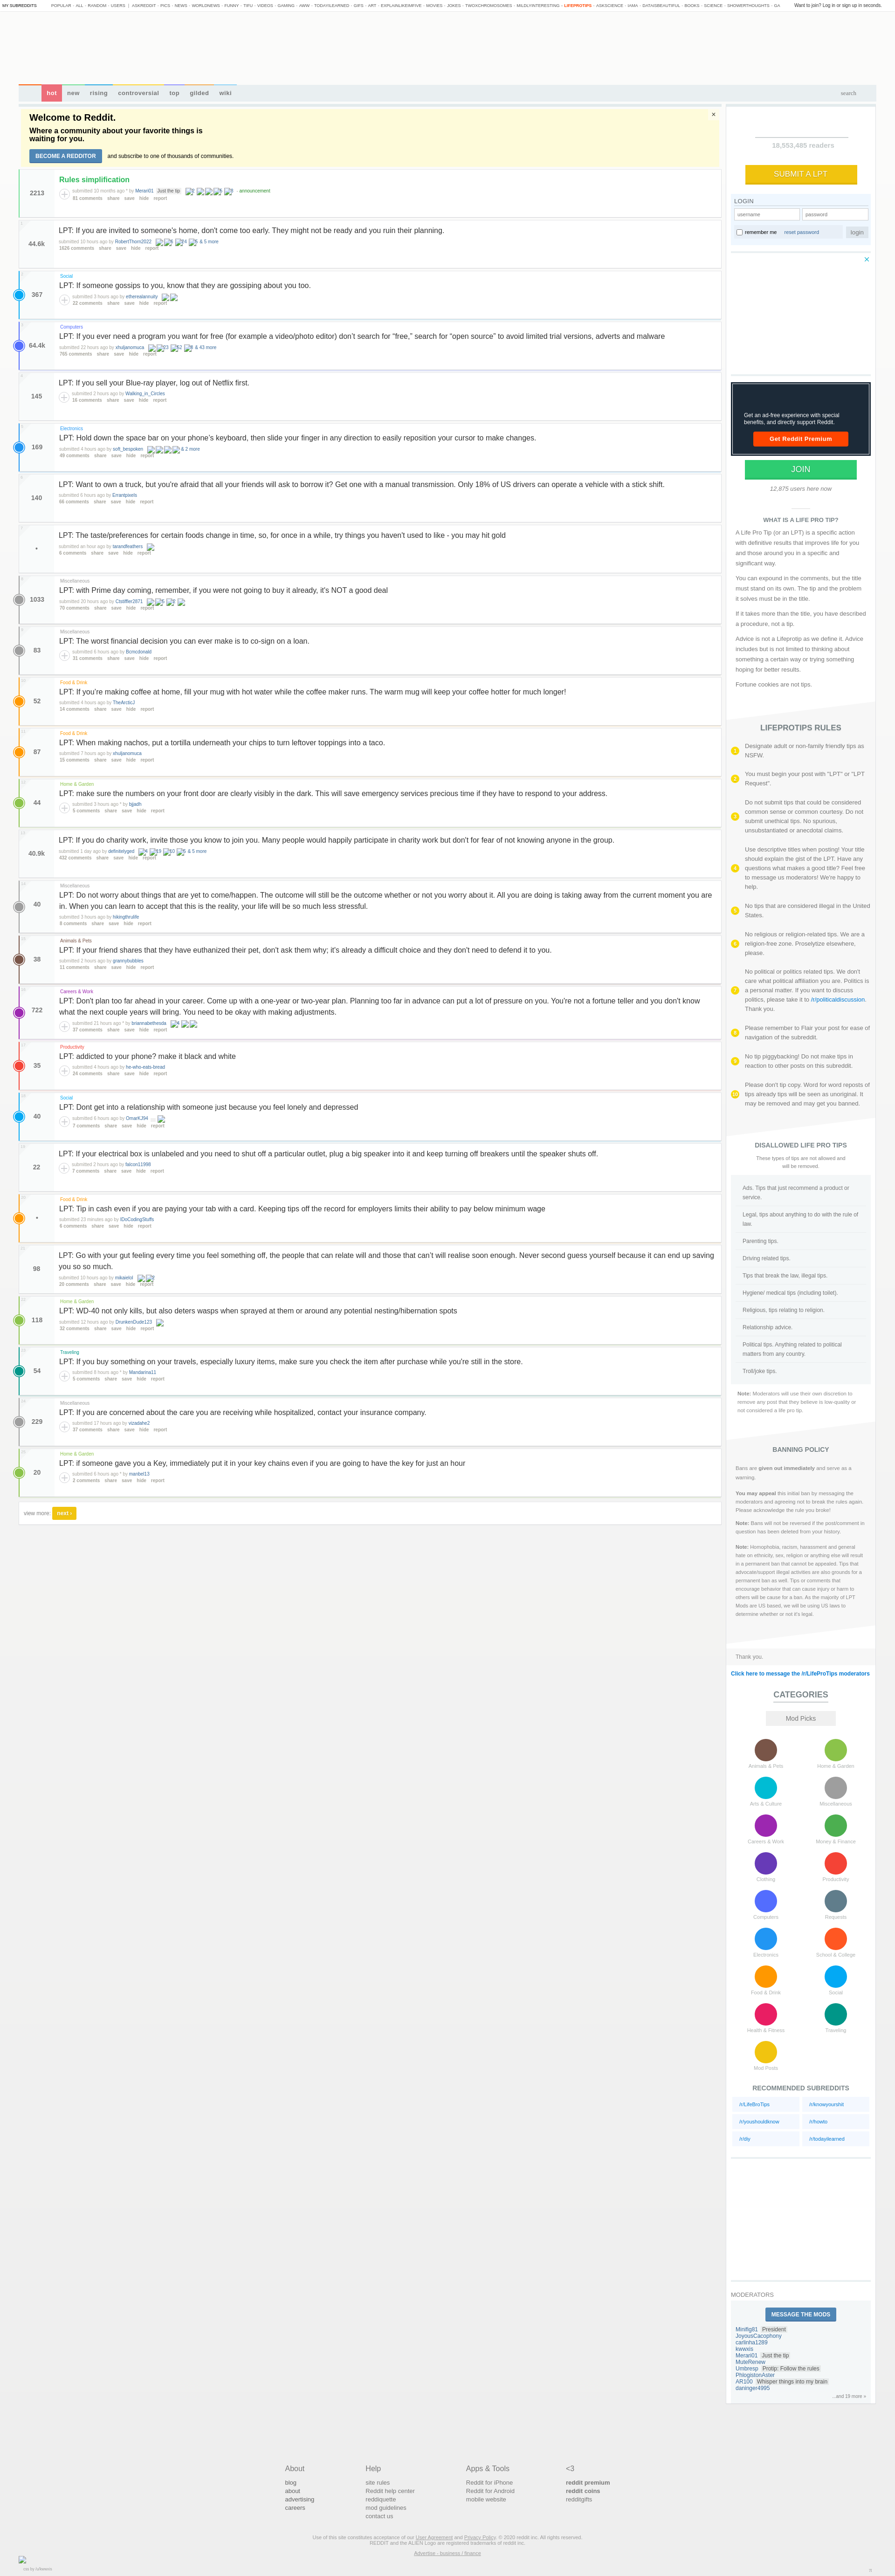 MY SUBREDDITS POPULAR - ALL - RANDOM - USERS | ASKREDDIT - PICS - NEWS - WORLDNEWS - FUNNY - TIFU - VIDEOS - GAMING - AWW - TODAYILEARNED - GIFS - ART - EXPLAINLIKEIMFIVE - MOVIES - JOKES - TWOXCHROMOSOMES - MILDLYINTERESTING - LIFEPROTIPS - ASKSCIENCE - IAMA - DATAISBEAUTIFUL - BOOKS - SCIENCE - SHOWERTHOUGHTS - GA Want to join? Log in or sign up in seconds.
hot new rising controversial top gilded wiki
search
Welcome to Reddit.
Where a community about your favorite things is
waiting for you.
BECOME A REDDITOR and subscribe to one of thousands of communities.
2213
Rules simplification
submitted 10 months ago * by Merari01 Just the tip - announcement
81 comments share save hide report
44.6k
LPT: If you are invited to someone's home, don't come too early. They might not be ready and you ruin their planning.
submitted 10 hours ago by RobertThorn2022 & 5 more
1626 comments share save hide report
Social
367
LPT: If someone gossips to you, know that they are gossiping about you too.
submitted 3 hours ago by etherealannuity
22 comments share save hide report
Computers
64.4k
LPT: If you ever need a program you want for free (for example a video/photo editor) don't search for "free," search for "open source" to avoid limited trial versions, adverts and malware
submitted 22 hours ago by xhuljanomuca & 43 more
765 comments share save hide report
145
LPT: If you sell your Blue-ray player, log out of Netflix first.
submitted 2 hours ago by Walking_in_Circles
16 comments share save hide report
Electronics
169
LPT: Hold down the space bar on your phone's keyboard, then slide your finger in any direction to easily reposition your cursor to make changes.
submitted 4 hours ago by soft_bespoken & 2 more
49 comments share save hide report
140
LPT: Want to own a truck, but you're afraid that all your friends will ask to borrow it? Get one with a manual transmission. Only 18% of US drivers can operate a vehicle with a stick shift.
submitted 6 hours ago by Errantpixels
66 comments share save hide report
•
LPT: The taste/preferences for certain foods change in time, so, for once in a while, try things you haven't used to like - you may hit gold
submitted an hour ago by tarandfeathers
6 comments share save hide report
Miscellaneous
1033
LPT: with Prime day coming, remember, if you were not going to buy it already, it's NOT a good deal
submitted 20 hours ago by Chstiffler2871
70 comments share save hide report
Miscellaneous
83
LPT: The worst financial decision you can ever make is to co-sign on a loan.
submitted 6 hours ago by Bcmcdonald
31 comments share save hide report
Food & Drink
52
LPT: If you're making coffee at home, fill your mug with hot water while the coffee maker runs. The warm mug will keep your coffee hotter for much longer!
submitted 4 hours ago by TheArcticJ
14 comments share save hide report
Food & Drink
87
LPT: When making nachos, put a tortilla underneath your chips to turn leftover toppings into a taco.
submitted 7 hours ago by xhuljanomuca
15 comments share save hide report
Home & Garden
44
LPT: make sure the numbers on your front door are clearly visible in the dark. This will save emergency services precious time if they have to respond to your address.
submitted 3 hours ago * by bjjadh
5 comments share save hide report
40.9k
LPT: If you do charity work, invite those you know to join you. Many people would happily participate in charity work but don't for fear of not knowing anyone in the group.
submitted 1 day ago by definitelyged & 5 more
432 comments share save hide report
Miscellaneous
40
LPT: Do not worry about things that are yet to come/happen. The outcome will still be the outcome whether or not you worry about it. All you are doing is taking away from the current moment you are
in. When you can learn to accept that this is the reality, your life will be so much less stressful.
submitted 3 hours ago by hikingthrulife
8 comments share save hide report
Animals & Pets
38
LPT: If your friend shares that they have euthanized their pet, don't ask them why; it's already a difficult choice and they don't need to defend it to you.
submitted 2 hours ago by grannybubbles
11 comments share save hide report
Careers & Work
722
LPT: Don't plan too far ahead in your career. Come up with a one-year or two-year plan. Planning too far in advance can put a lot of pressure on you. You're not a fortune teller and you don't know
what the next couple years will bring. You need to be okay with making adjustments.
submitted 21 hours ago * by briannabethmola
37 comments share save hide report
Productivity
35
LPT: addicted to your phone? make it black and white
submitted 4 hours ago by he-who-eats-bread
24 comments share save hide report
Social
40
LPT: Dont get into a relationship with someone just because you feel lonely and depressed
submitted 6 hours ago by OmarKJ94
7 comments share save hide report
22
LPT: If your electrical box is unlabeled and you need to shut off a particular outlet, plug a big speaker into it and keep turning off breakers until the speaker shuts off.
submitted 2 hours ago by falcon11998
7 comments share save hide report
Food & Drink
•
LPT: Tip in cash even if you are paying your tab with a card. Keeping tips off the record for employers limits their ability to pay below minimum wage
submitted 23 minutes ago by IDoCodingStuffs
6 comments share save hide report
98
LPT: Go with your gut feeling every time you feel something off, the people that can relate will and those that can't will realise soon enough. Never second guess yourself because it can end up saving
you so so much.
submitted 10 hours ago by mikaatot
28 comments share save hide report
Home & Garden
118
LPT: WD-40 not only kills, but also deters wasps when sprayed at them or around any potential nesting/hibernation spots
submitted 12 hours ago by DrunkenDude123
32 comments share save hide report
Traveling
54
LPT: If you buy something on your travels, especially luxury items, make sure you check the item after purchase while you're still in the store.
submitted 8 hours ago * by Mandarina11
5 comments share save hide report
Miscellaneous
229
LPT: If you are concerned about the care you are receiving while hospitalized, contact your insurance company.
submitted 17 hours ago by vizadahe2
37 comments share save hide report
Home & Garden
20
LPT: if someone gave you a Key, immediately put it in your key chains even if you are going to have the key for just an hour
submitted 5 hours ago * by manbel13
2 comments share save hide report
view more: next ›
18,553,485 readers
SUBMIT A LPT
LOGIN
username password
remember me reset password login
Get an ad-free experience with special
benefits, and directly support Reddit.
Get Reddit Premium
JOIN
12,875 users here now
WHAT IS A LIFE PRO TIP?
A Life Pro Tip (or an LPT) is a specific action
with definitive results that improves life for you
and those around you in a specific and
significant way.
You can expound in the comments, but the title
must stand on its own. The tip and the problem
it solves must be in the title.
If it takes more than the title, you have described
a procedure, not a tip.
Advice is not a Lifeprotip as we define it. Advice
includes but is not limited to thinking about
something a certain way or trying something
hoping for better results.
Fortune cookies are not tips.
LIFEPROTIPS RULES
1 Designate adult or non-family friendly tips as
NSFW.
2 You must begin your post with "LPT" or "LPT
Request".
3 Do not submit tips that could be considered
common sense or common courtesy. Do not
submit unethical tips. No spurious,
unsubstantiated or anecdotal claims.
4 Use descriptive titles when posting! Your title
should explain the gist of the LPT. Have any
questions what makes a good title? Feel free
to message us moderators! We're happy to
help.
5 No tips that are considered illegal in the United
States.
6 No religious or religion-related tips. We are a
religion-free zone. Proselytize elsewhere,
please.
7 No political or politics related tips. We don't
care what political affiliation you are. Politics is
a personal matter. If you want to discuss
politics, please take it to /r/politicaldiscussion.
Thank you.
8 Please remember to Flair your post for ease of
navigation of the subreddit.
9 No tip piggybacking! Do not make tips in
reaction to other posts on this subreddit.
10 Please don't tip copy. Word for word reposts of
tips already tips will be seen as unoriginal. It
may be removed and may get you banned.
DISALLOWED LIFE PRO TIPS
These types of tips are not allowed and
will be removed.
Ads. Tips that just recommend a product or
service.
Legal, tips about anything to do with the rule of
law.
Parenting tips.
Driving related tips.
Tips that break the law, illegal tips.
Hygiene/ medical tips (including toilet).
Religious, tips relating to religion.
Relationship advice.
Political tips. Anything related to political
matters from any country.
Troll/joke tips.
Note: Moderators will use their own discretion to
remove any post that they believe is low-quality or
not considered a life pro tip.
BANNING POLICY
Bans are given out immediately and serve as a
warning.
You may appeal this initial ban by messaging the
moderators and agreeing not to break the rules again.
Please acknowledge the rule you broke!
Note: Bans will not be reversed if the post/comment in
question has been deleted from your history.
Note: Homophobia, racism, harassment and general
hate on ethnicity, sex, religion or anything else will result
in a permanent ban that cannot be appealed. Tips that
advocate/support illegal activities are also grounds for a
permanent ban as well. Tips or comments that
encourage behavior that can cause injury or harm to
others will be cause for a ban. As the majority of LPT
Mods are US based, we will be using US laws to
determine whether or not it's legal.
Thank you.
Click here to message the /r/LifeProTips moderators
CATEGORIES
Mod Picks
Animals & Pets Home & Garden
Arts & Culture Miscellaneous
Careers & Work Money & Finance
Clothing Productivity
Computers Requests
Electronics School & College
Food & Drink Social
Health & Fitness Traveling
Mod Posts
RECOMMENDED SUBREDDITS
/r/LifeBroTips /r/knowyourshit
/r/youshouldknow /r/howto
/r/diy /r/todayilearned
MODERATORS
MESSAGE THE MODS
Minifig81 President
JoyousCacophony
carlinha1289
kwwxis
Merari01 Just the tip
MuteRenew
Umbresp Protip: Follow the rules
PhlogistonAster
AR100 Whisper things into my brain
daninger4995
...and 19 more »
About Help Apps & Tools <3
blog site rules Reddit for iPhone reddit premium
about Reddit help center Reddit for Android reddit coins
advertising reddiquette mobile website redditgifts
careers mod guidelines
contact us
Use of this site constitutes acceptance of our User Agreement and Privacy Policy. © 2020 reddit inc. All rights reserved.
REDDIT and the ALIEN Logo are registered trademarks of reddit inc.
Advertise - business / finance